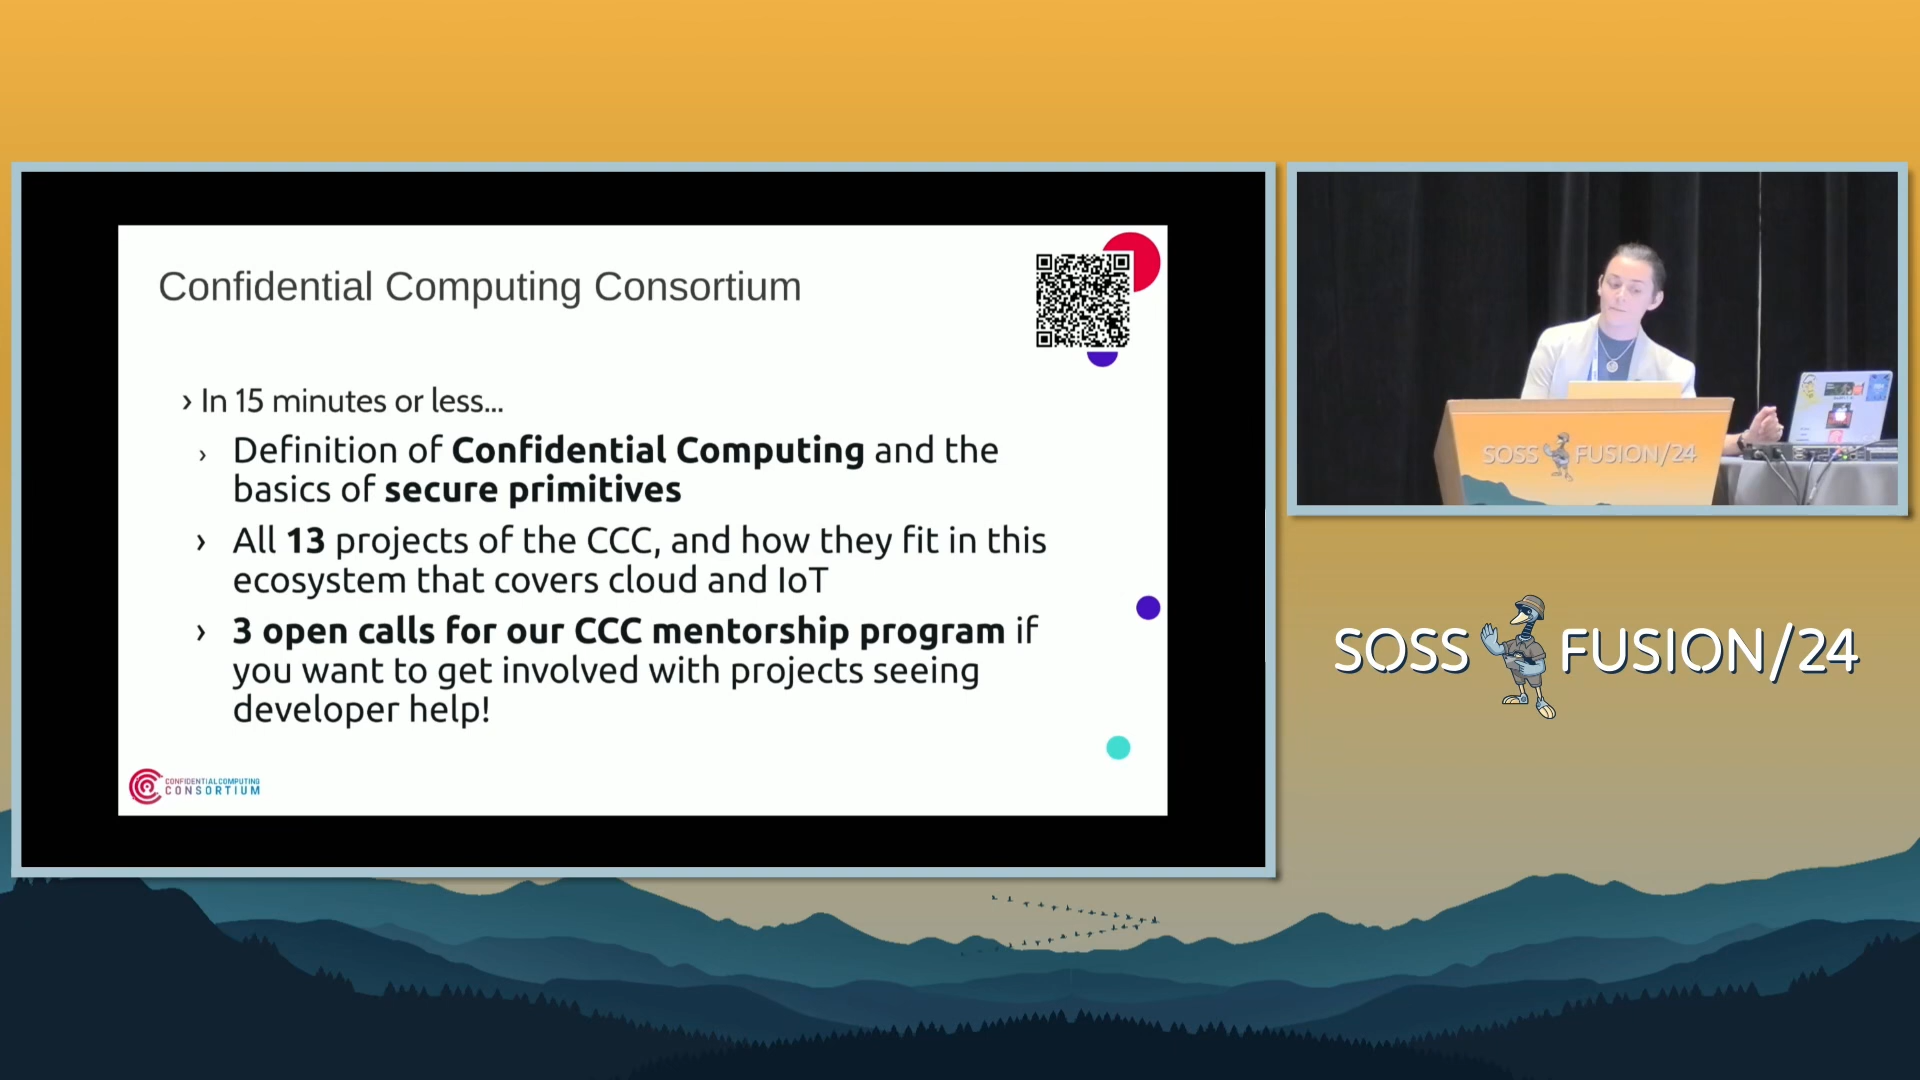 Confidential Computing Consortium
› In 15 minutes or less...
› Definition of Confidential Computing and the
basics of secure primitives
› All 13 projects of the CCC, and how they fit in this
ecosystem that covers cloud and IoT
› 3 open calls for our CCC mentorship program if
you want to get involved with projects seeing
developer help!
CONFIDENTIAL COMPUTING
CONSORTIUM
SOSS FUSION/24
SOSS FUSION/24